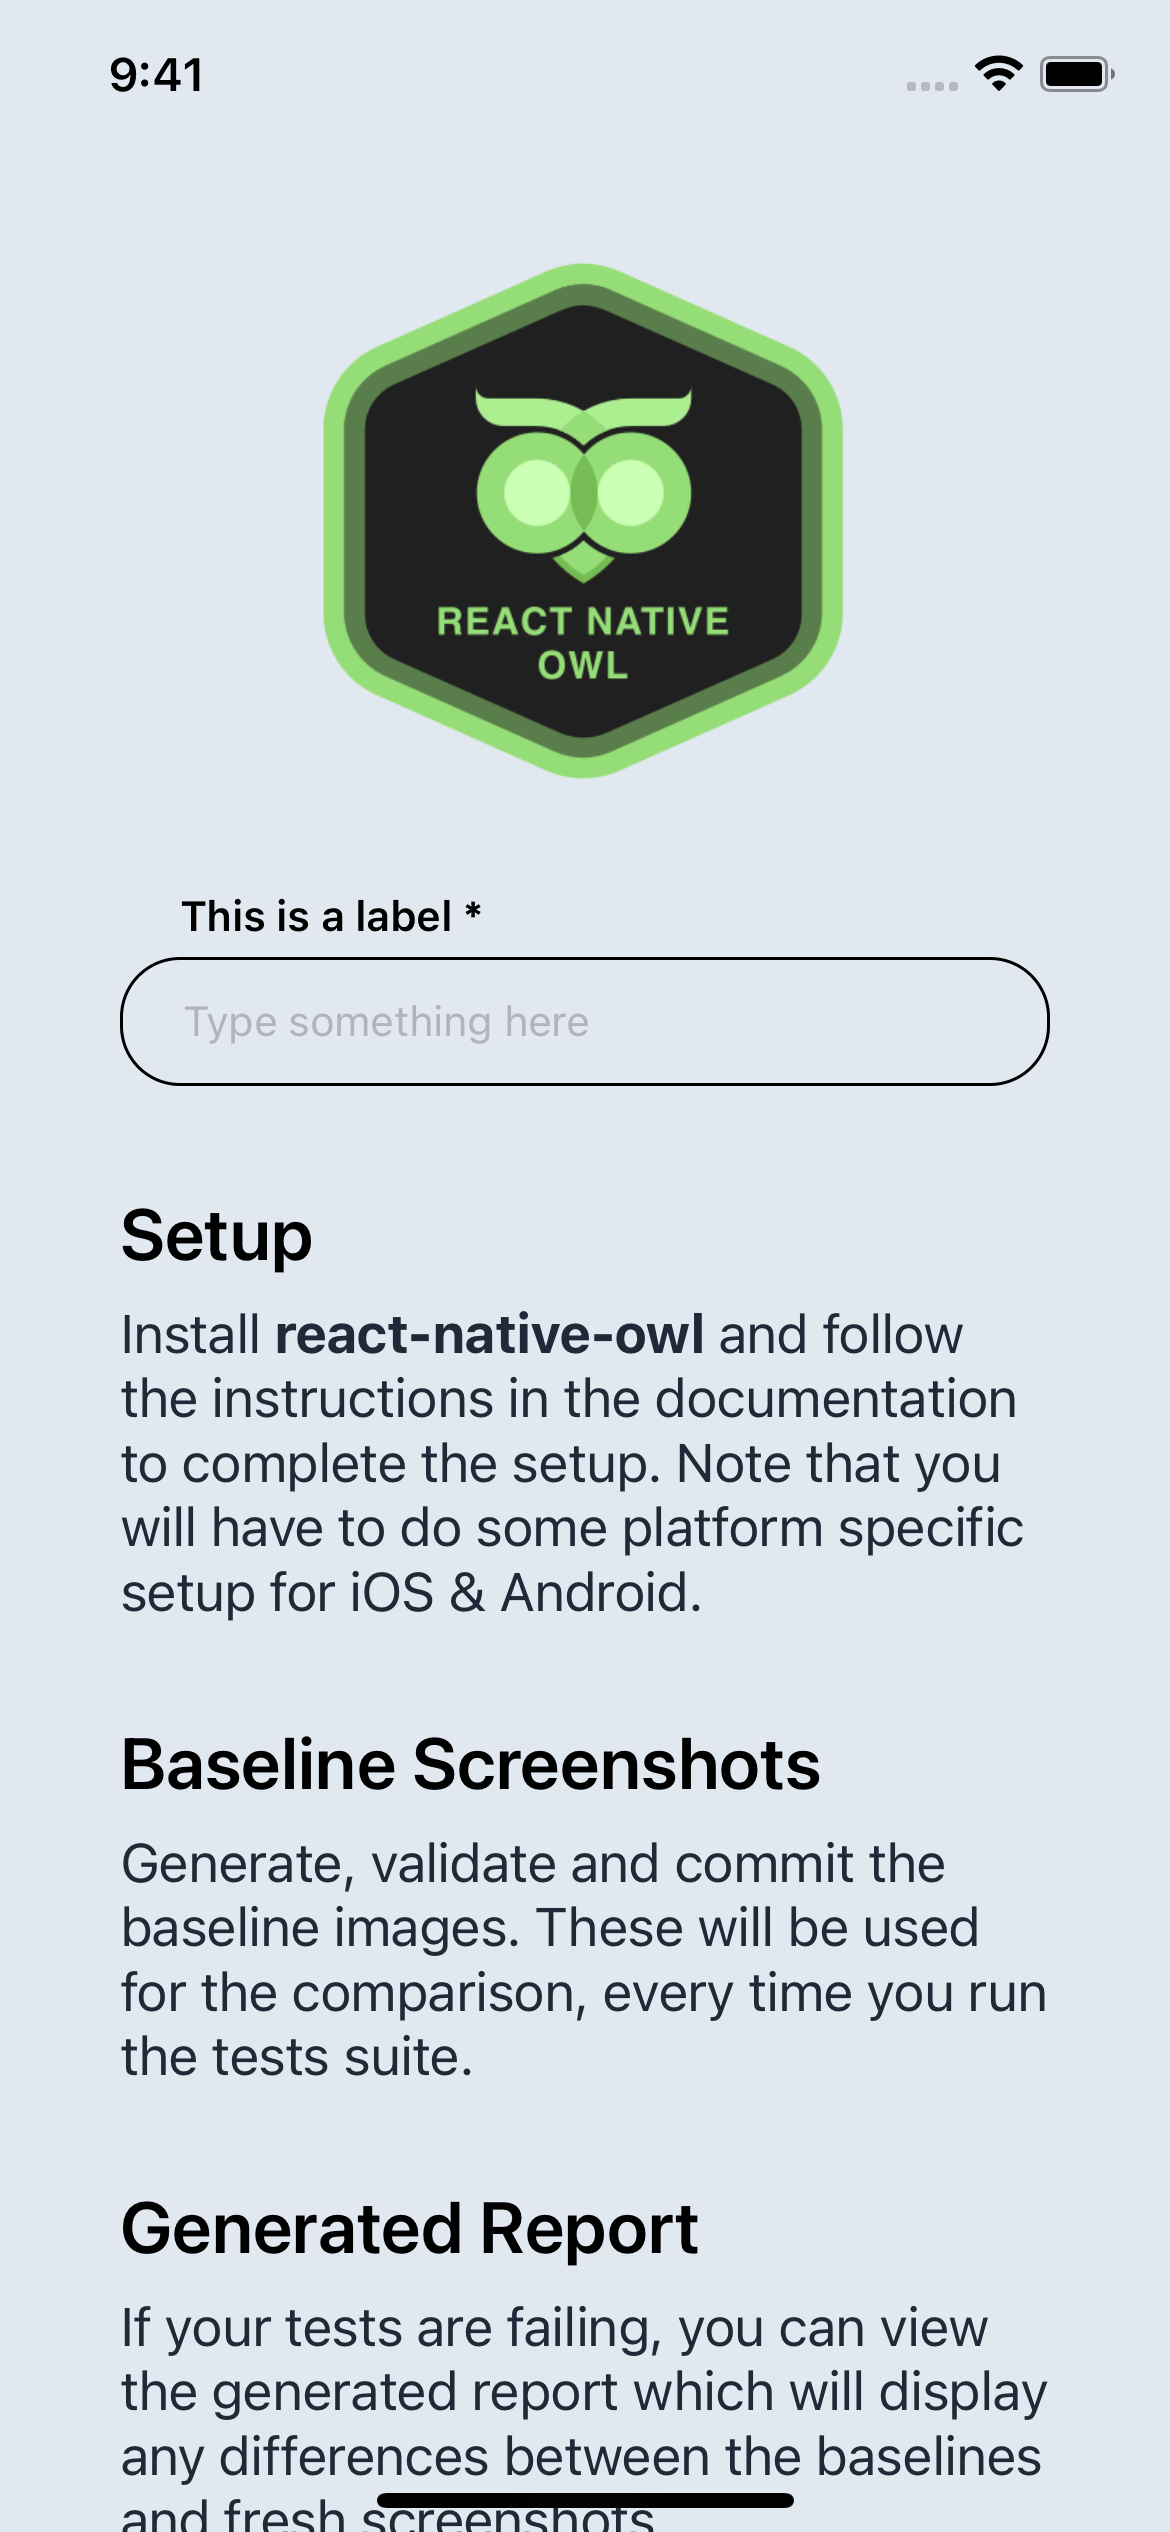 9:41
REACT NATIVE
OWL
This is a label *
Type something here
Setup
Install react-native-owl and follow
the instructions in the documentation
to complete the setup. Note that you
will have to do some platform specific
setup for iOS & Android.
Baseline Screenshots
Generate, validate and commit the
baseline images. These will be used
for the comparison, every time you run
the tests suite.
Generated Report
If your tests are failing, you can view
the generated report which will display
any differences between the baselines
and fresh screenshots